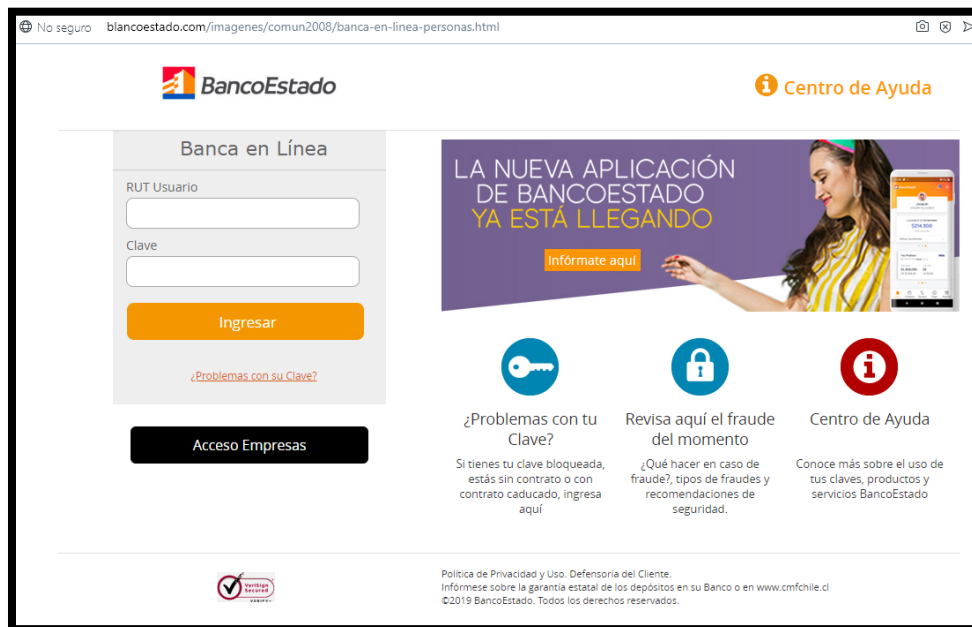 No seguro blancoestado.com/imagenes/comun2008/banca-en-linea-personas.html
BancoEstado
Centro de Ayuda
Banca en Línea
RUT Usuario
Clave
Ingresar
¿Problemas con su Clave?
Acceso Empresas
LA NUEVA APLICACIÓN
DE BANCOESTADO
YA ESTÁ LLEGANDO
Infórmate aquí
¿Problemas con tu
Clave?
Si tienes tu clave bloqueada,
estás sin contrato o con
contrato caducado, ingresa
aquí
Revisa aquí el fraude
del momento
¿Qué hacer en caso de
fraude?, tipos de fraudes y
recomendaciones de
seguridad.
Centro de Ayuda
Conoce más sobre el uso de
tus claves, productos y
servicios BancoEstado
VeriSign
Secured
VERIFY
Política de Privacidad y Uso. Defensoría del Cliente.
Infórmese sobre la garantía estatal de los depósitos en su Banco o en www.cmfchile.cl
©2019 BancoEstado. Todos los derechos reservados.